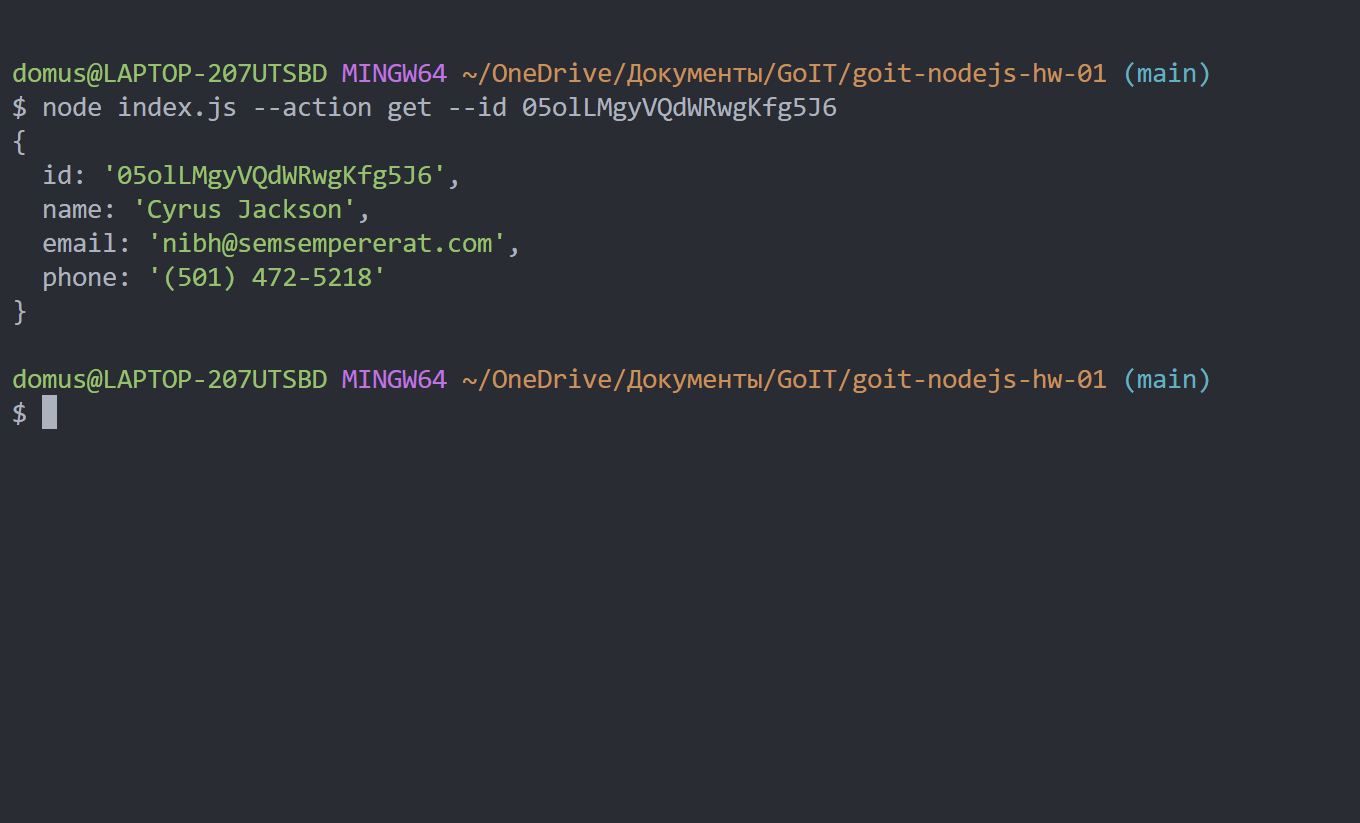 domus@LAPTOP-207UTSBD MINGW64 ~/OneDrive/Документы/GoIT/goit-nodejs-hw-01 (main)
$ node index.js --action get --id 05olLMgyVQdWRwgKfg5J6
{
  id: '05olLMgyVQdWRwgKfg5J6',
  name: 'Cyrus Jackson',
  email: 'nibh@semsempererat.com',
  phone: '(501) 472-5218'
}
domus@LAPTOP-207UTSBD MINGW64 ~/OneDrive/Документы/GoIT/goit-nodejs-hw-01 (main)
$